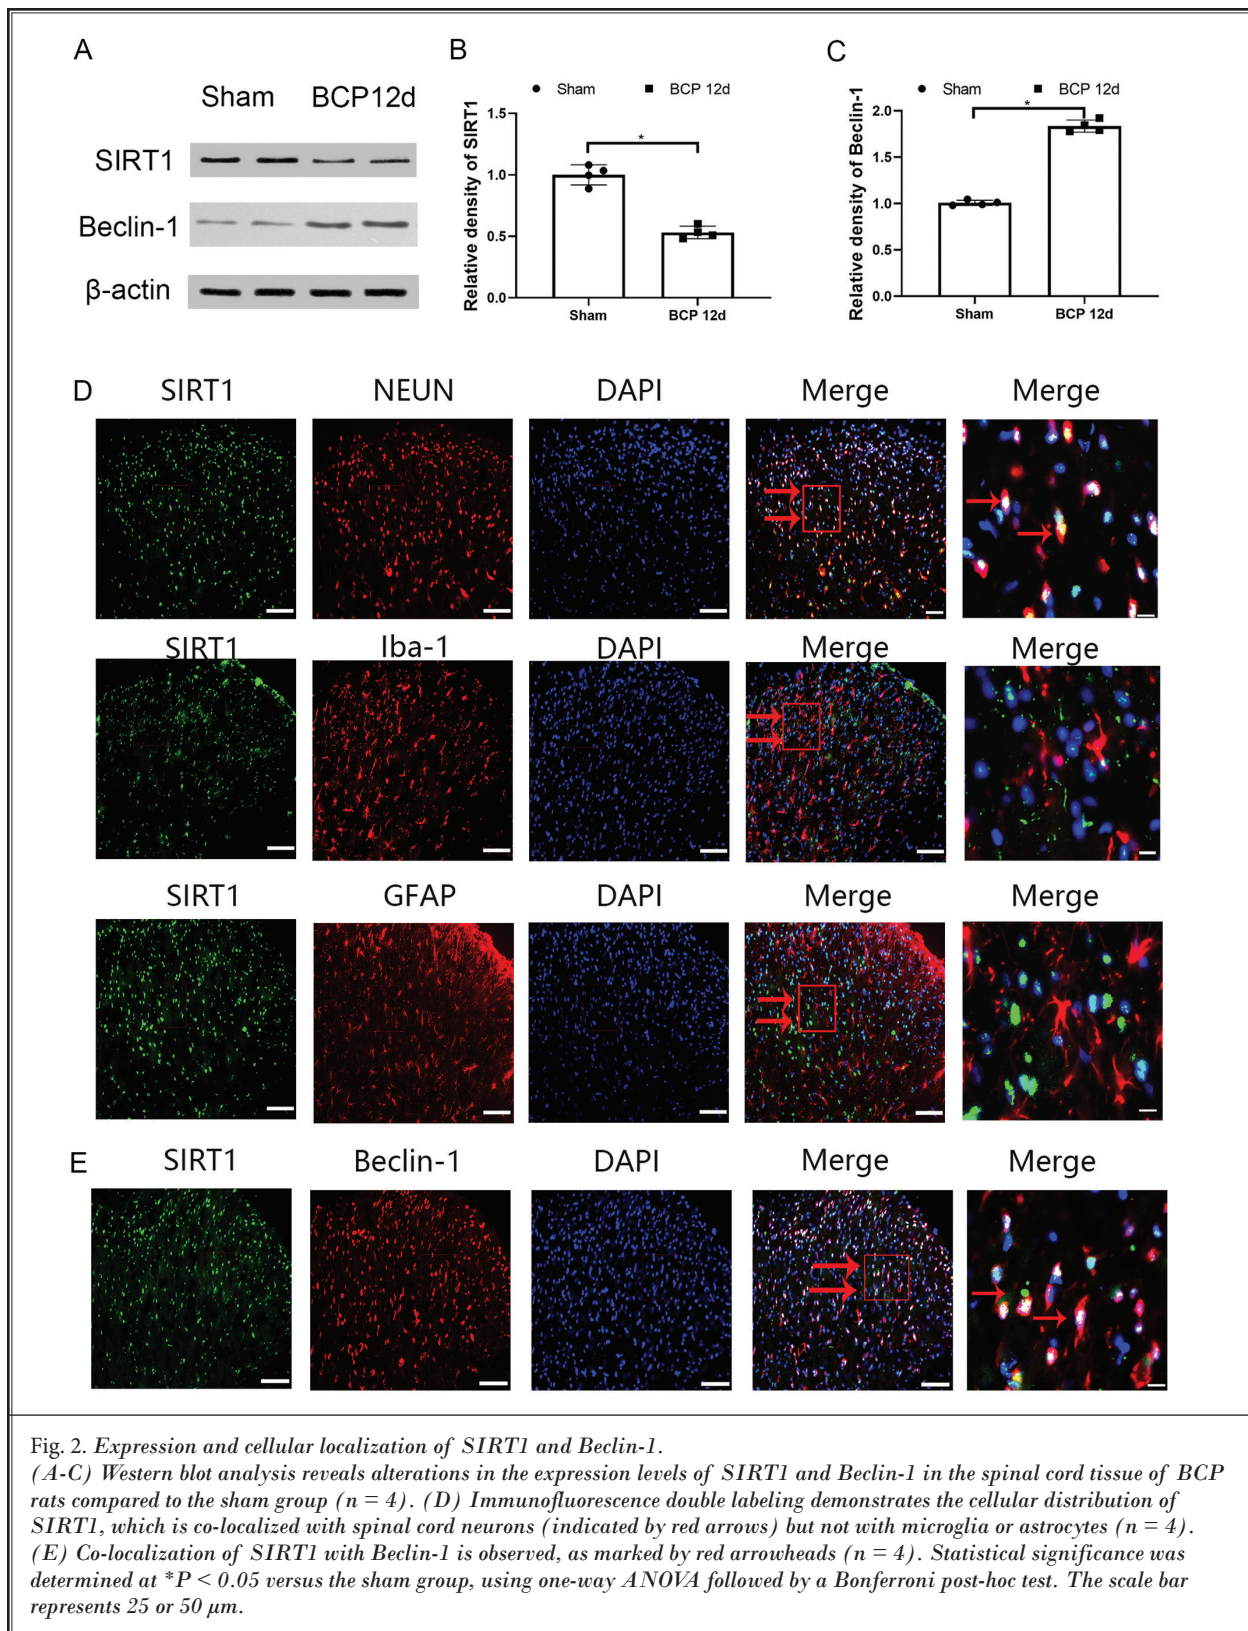 A
Sham BCP12d
SIRT1
Beclin-1
β-actin
B
Sham BCP 12d
Relative density of SIRT1
1.5
1.0
0.5
0.0
*
Sham BCP 12d
C
Sham BCP 12d
Relative density of Beclin-1
2.0
1.5
1.0
0.5
0.0
*
Sham BCP 12d
D
SIRT1 NEUN DAPI Merge Merge
SIRT1 Iba-1 DAPI Merge Merge
SIRT1 GFAP DAPI Merge Merge
E
SIRT1 Beclin-1 DAPI Merge Merge
Fig. 2. Expression and cellular localization of SIRT1 and Beclin-1.
(A-C) Western blot analysis reveals alterations in the expression levels of SIRT1 and Beclin-1 in the spinal cord tissue of BCP
rats compared to the sham group (n = 4). (D) Immunofluorescence double labeling demonstrates the cellular distribution of
SIRT1, which is co-localized with spinal cord neurons (indicated by red arrows) but not with microglia or astrocytes (n = 4).
(E) Co-localization of SIRT1 with Beclin-1 is observed, as marked by red arrowheads (n = 4). Statistical significance was
determined at *P < 0.05 versus the sham group, using one-way ANOVA followed by a Bonferroni post-hoc test. The scale bar
represents 25 or 50 μm.